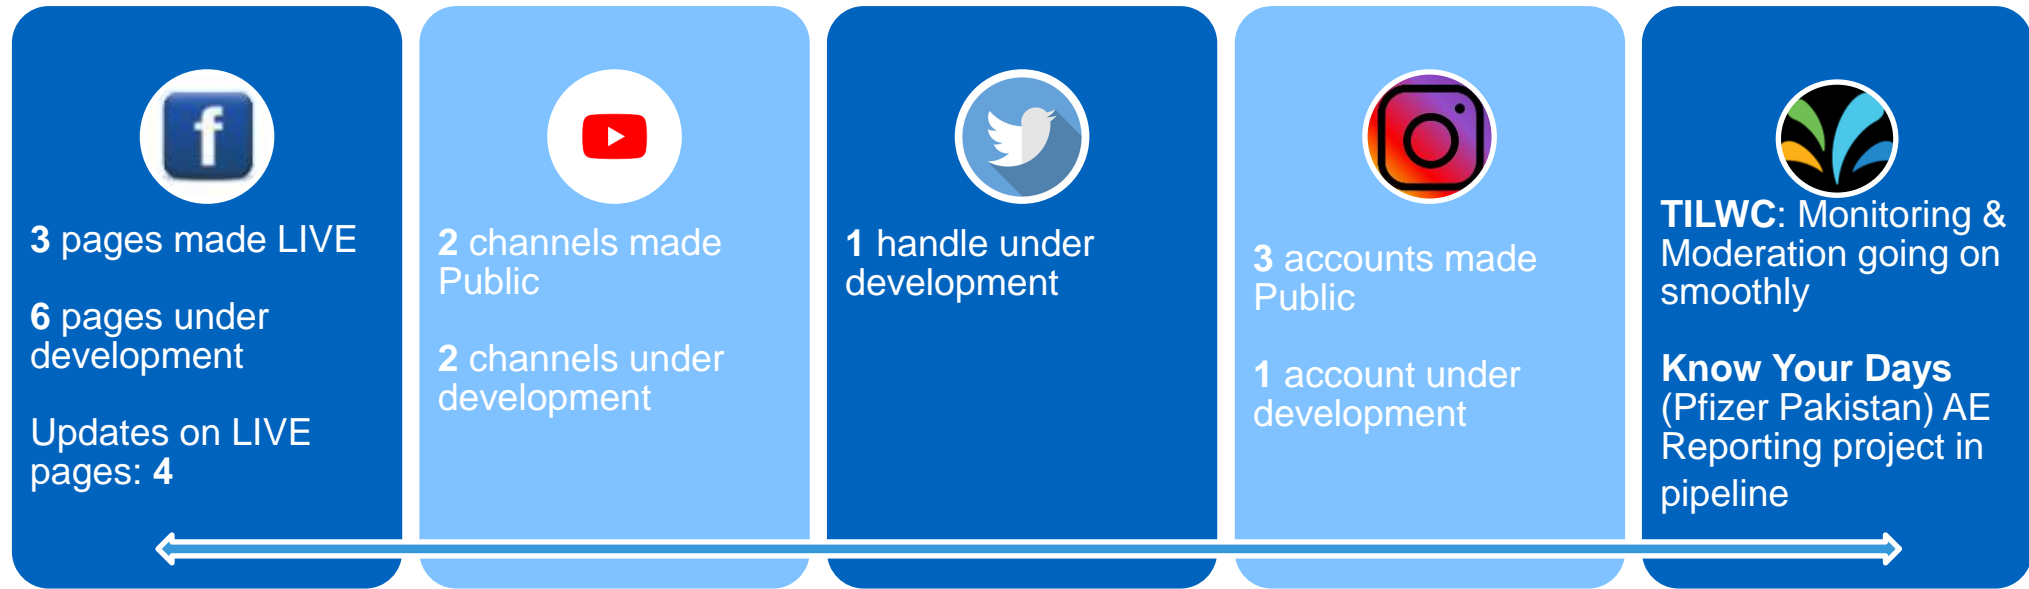 3 pages made LIVE
6 pages under
development
Updates on LIVE
pages: 4
2 channels made
Public
2 channels under
development
1 handle under
development
3 accounts made
Public
1 account under
development
TILWC: Monitoring &
Moderation going on
smoothly
Know Your Days
(Pfizer Pakistan) AE
Reporting project in
pipeline